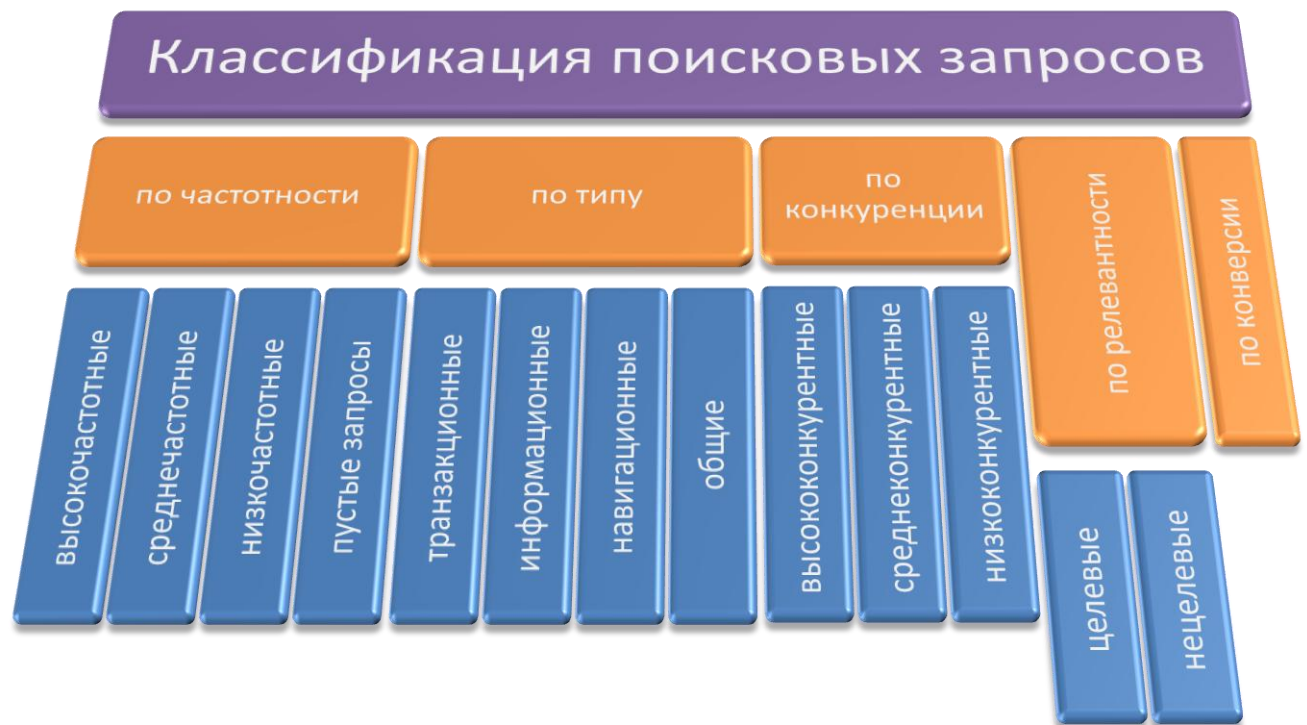 Классификация поисковых запросов
по частотности
по типу
по
конкуренции
по релевантности
по конверсии
высокочастотные
среднечастотные
низкочастотные
пустые запросы
транзакционные
информационные
навигационные
общие
высококонкурентные
среднеконкурентные
низкоконкурентные
целевые
нецелевые